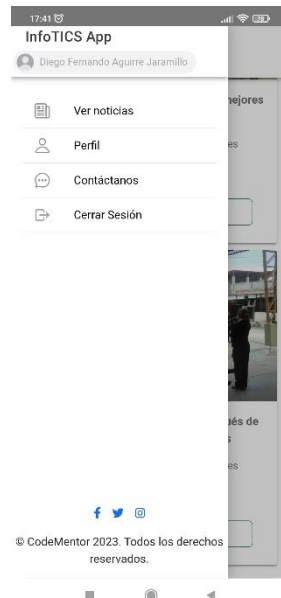 17:41
InfoTICS App
Diego Fernando Aguirre Jaramillo
Ver noticias
Perfil
Contáctanos
Cerrar Sesión
nejores
es
ués de
s
es
© CodeMentor 2023. Todos los derechos
reservados.